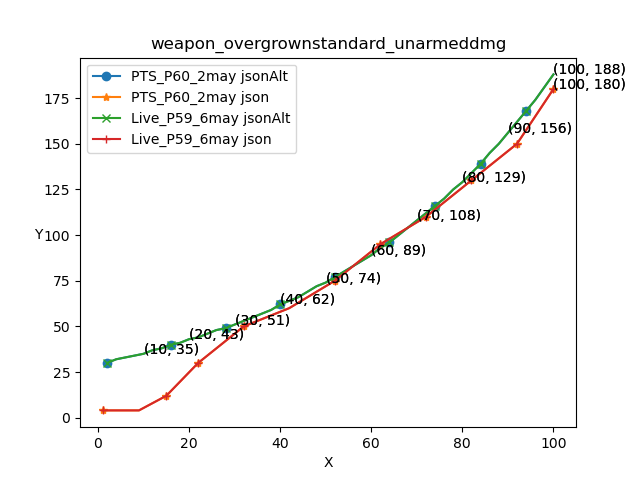 weapon_overgrownstandard_unarmeddmg
PTS_P60_2may jsonAlt
PTS_P60_2may json
Live_P59_6may jsonAlt
Live_P59_6may json
(100, 188)
(100, 180)
(90, 156)
(80, 129)
(70, 108)
(60, 89)
(50, 74)
(40, 62)
(30, 51)
(20, 43)
(10, 35)
Y
175
150
125
100
75
50
25
0
0 20 40 60 80 100
X